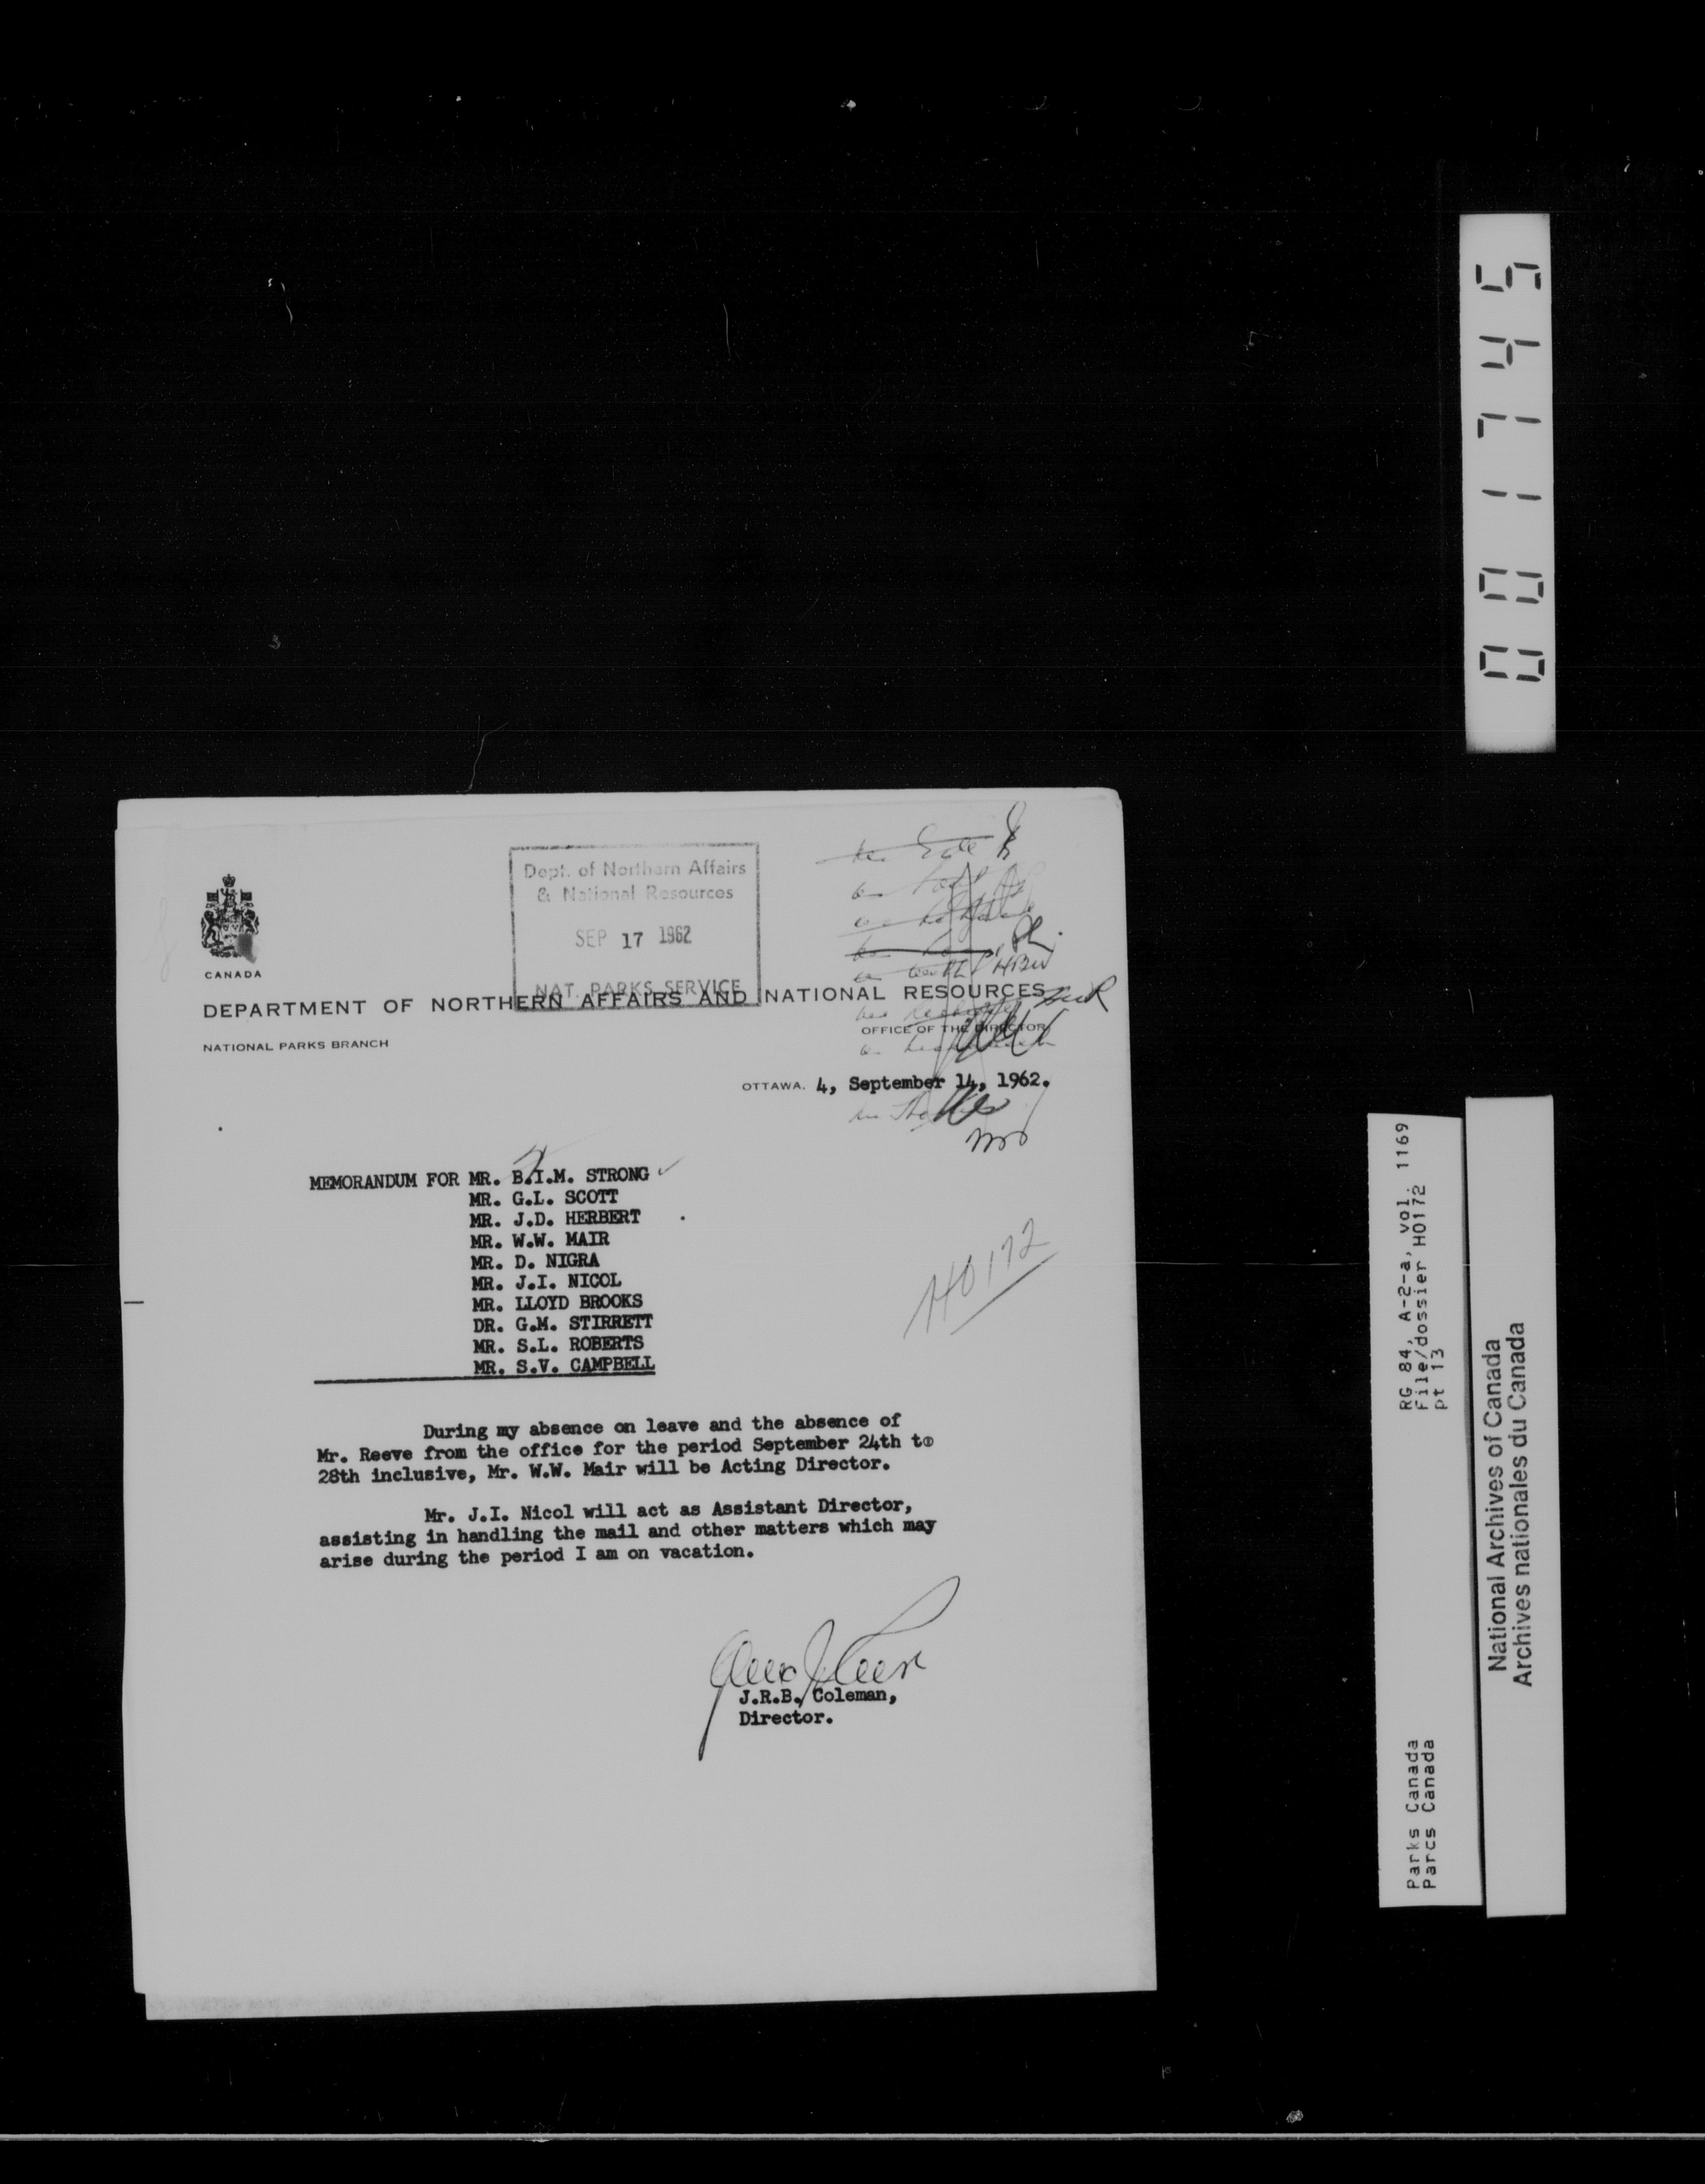 Dept. of Northern Affairs
& National Resources
SEP 17 1962
NAT. PARKS SERVICE
CANADA
DEPARTMENT OF NORTHERN AFFAIRS AND NATIONAL RESOURCES
NATIONAL PARKS BRANCH
OFFICE OF THE DIRECTOR
OTTAWA. 4, September 14, 1962.
MEMORANDUM FOR MR. B.I.M. STRONG
MR. G.L. SCOTT
MR. J.D. HERBERT
MR. W.W. MAIR
MR. D. NIGRA
MR. J.I. NICOL
MR. LLOYD BROOKS
DR. G.M. STIRRETT
MR. S.L. ROBERTS
MR. S.V. CAMPBELL
H0172
During my absence on leave and the absence of
Mr. Reeve from the office for the period September 24th to
28th inclusive, Mr. W.W. Mair will be Acting Director.
Mr. J.I. Nicol will act as Assistant Director,
assisting in handling the mail and other matters which may
arise during the period I am on vacation.
J.R.B. Coleman,
Director.
001745
RG 84, A-2-a, vol. 1169
File/dossier H0172
pt 13
Parks Canada
Parcs Canada
National Archives of Canada
Archives nationales du Canada